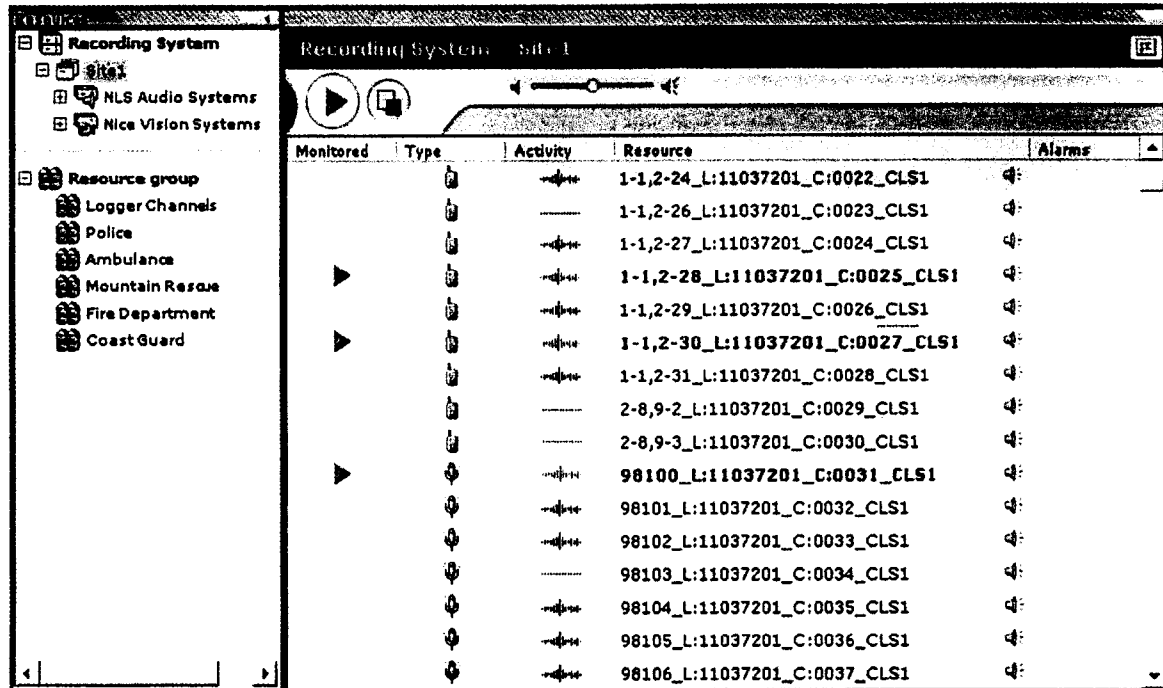 Recording System
Site1
NLS Audio Systems
Nice Vision Systems
Resource group
Logger Channels
Police
Ambulance
Mountain Rescue
Fire Department
Coast Guard
Recording System Site1
Monitored Type Activity Resource Alarms
1-1,2-24_L:11037201_C:0022_CLS1
1-1,2-26_L:11037201_C:0023_CLS1
1-1,2-27_L:11037201_C:0024_CLS1
1-1,2-28_L:11037201_C:0025_CLS1
1-1,2-29_L:11037201_C:0026_CLS1
1-1,2-30_L:11037201_C:0027_CLS1
1-1,2-31_L:11037201_C:0028_CLS1
2-8,9-2_L:11037201_C:0029_CLS1
2-8,9-3_L:11037201_C:0030_CLS1
98100_L:11037201_C:0031_CLS1
98101_L:11037201_C:0032_CLS1
98102_L:11037201_C:0033_CLS1
98103_L:11037201_C:0034_CLS1
98104_L:11037201_C:0035_CLS1
98105_L:11037201_C:0036_CLS1
98106_L:11037201_C:0037_CLS1